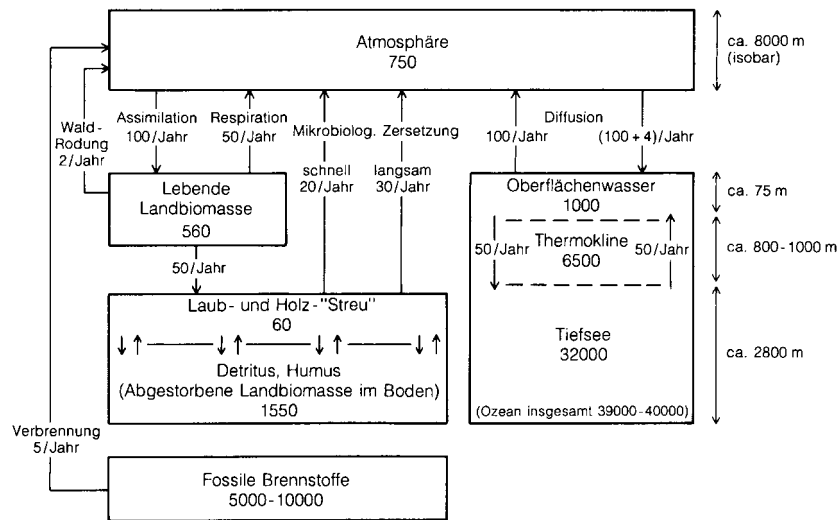 Atmosphäre
750
ca. 8000 m
(isobar)
Wald-
Rodung
2/Jahr
Assimilation
100/Jahr
Respiration
50/Jahr
Mikrobiolog. Zersetzung
schnell
20/Jahr
langsam
30/Jahr
Diffusion
100/Jahr
(100 + 4)/Jahr
Lebende
Landbiomasse
560
50/Jahr
Oberflächenwasser
1000
ca. 75 m
50/Jahr
Thermokline
6500
50/Jahr
ca. 800-1000 m
Laub- und Holz-"Streu"
60
Detritus, Humus
(Abgestorbene Landbiomasse im Boden)
1550
Tiefsee
32000
ca. 2800 m
(Ozean insgesamt 39000-40000)
Verbrennung
5/Jahr
Fossile Brennstoffe
5000-10000